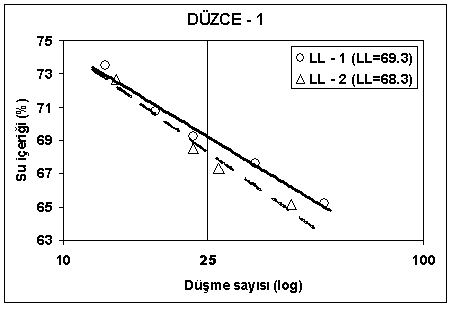 DÜZCE - 1
75
73
71
69
67
65
63
Su içeriği (%)
LL - 1 (LL=69.3)
LL - 2 (LL=68.3)
10
25
100
Düşme sayısı (log)